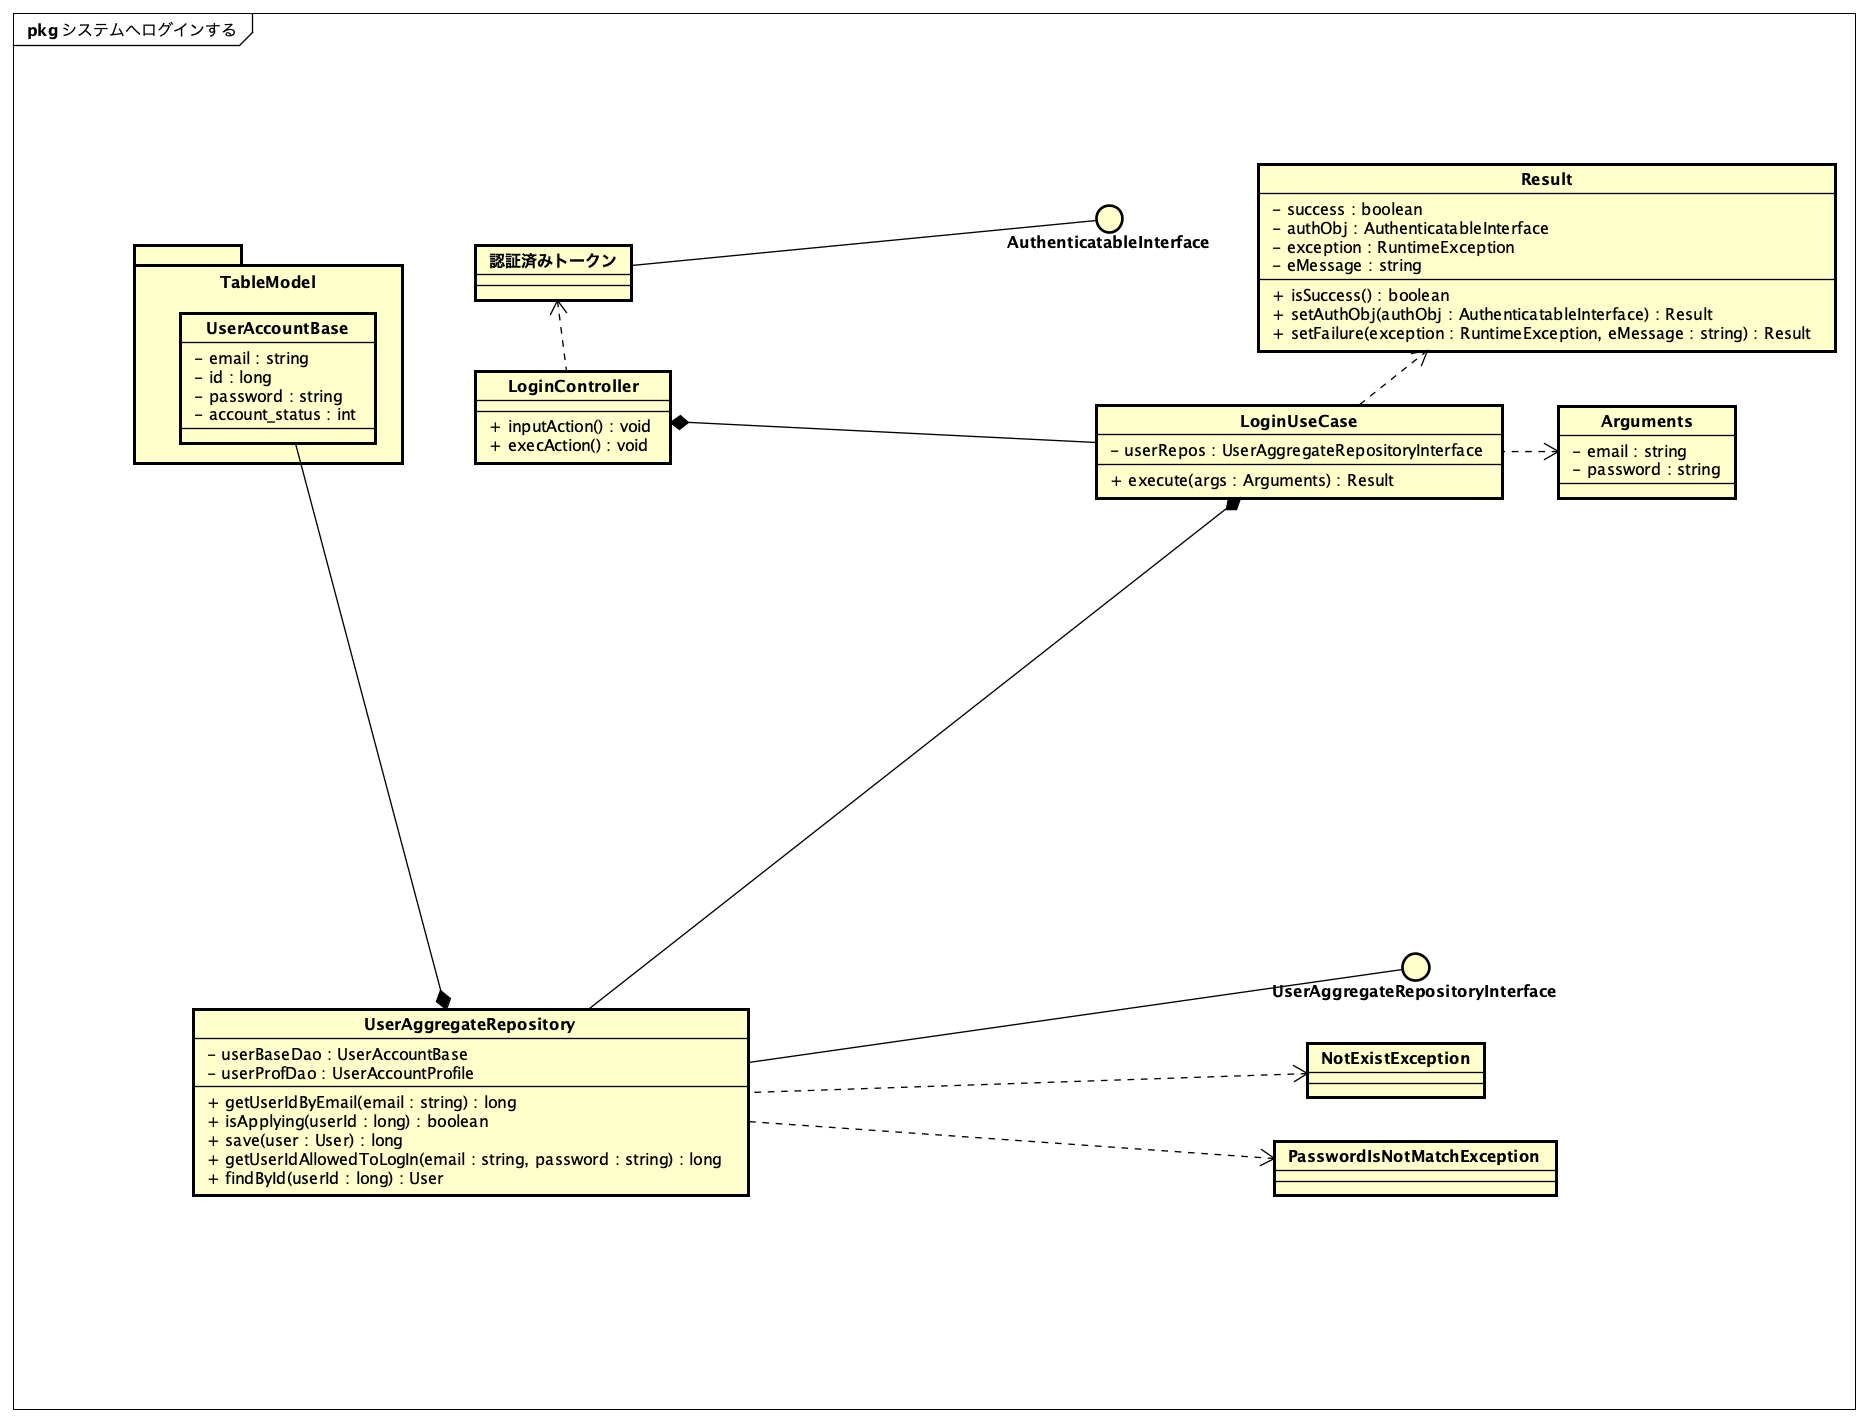 pkg システムへログインする
AuthenticatableInterface
Result
- success : boolean
- authObj : AuthenticatableInterface
- exception : RuntimeException
- eMessage : string
+ isSuccess() : boolean
+ setAuthObj(authObj : AuthenticatableInterface) : Result
+ setFailure(exception : RuntimeException, eMessage : string) : Result
認証済みトークン
TableModel
UserAccountBase
- email : string
- id : long
- password : string
- account_status : int
LoginController
+ inputAction() : void
+ execAction() : void
LoginUseCase
- userRepos : UserAggregateRepositoryInterface
+ execute(args : Arguments) : Result
Arguments
- email : string
- password : string
UserAggregateRepositoryInterface
UserAggregateRepository
- userBaseDao : UserAccountBase
- userProfDao : UserAccountProfile
+ getUserIdByEmail(email : string) : long
+ isApplying(userId : long) : boolean
+ save(user : User) : long
+ getUserIdAllowedToLogIn(email : string, password : string) : long
+ findById(userId : long) : User
NotExistException
PasswordIsNotMatchException